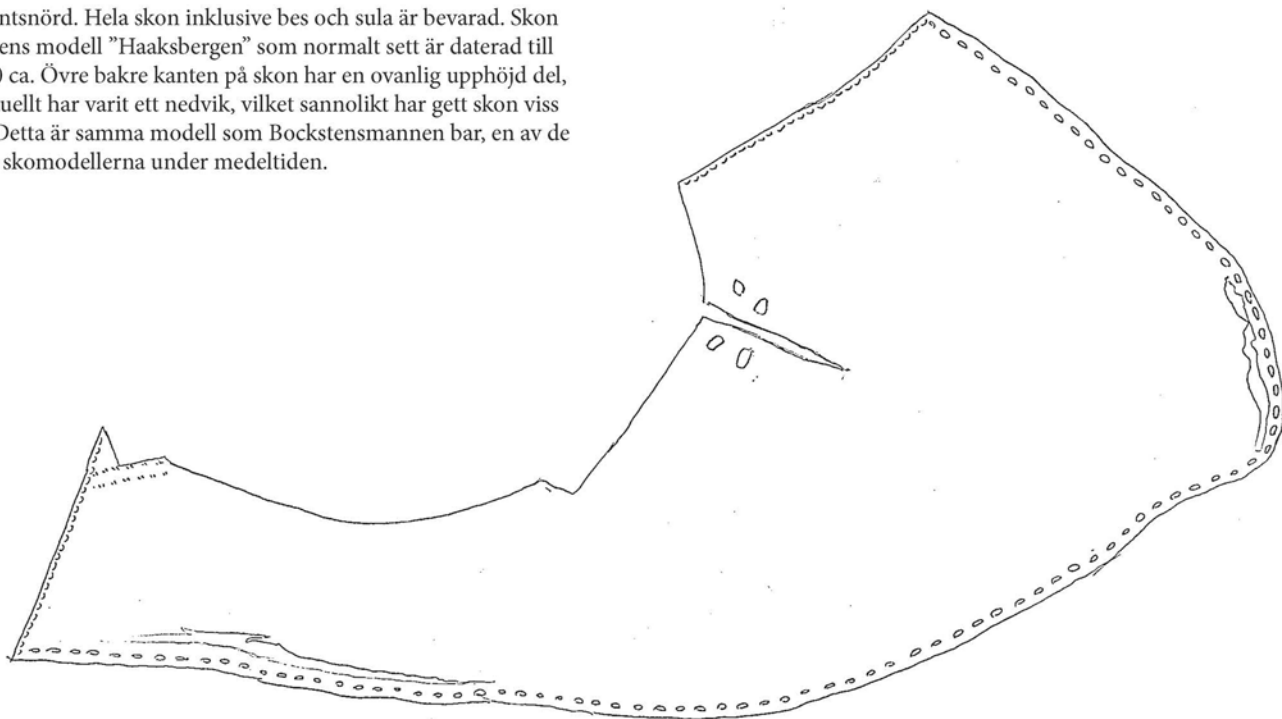 ntsnörd. Hela skon inklusive bes och sula är bevarad. Skon
ens modell ”Haaksbergen” som normalt sett är daterad till
ca. Övre bakre kanten på skon har en ovanlig upphöjd del,
uellt har varit ett nedvik, vilket sannolikt har gett skon viss
Detta är samma modell som Bockstensmannen bar, en av de
skomodellerna under medeltiden.